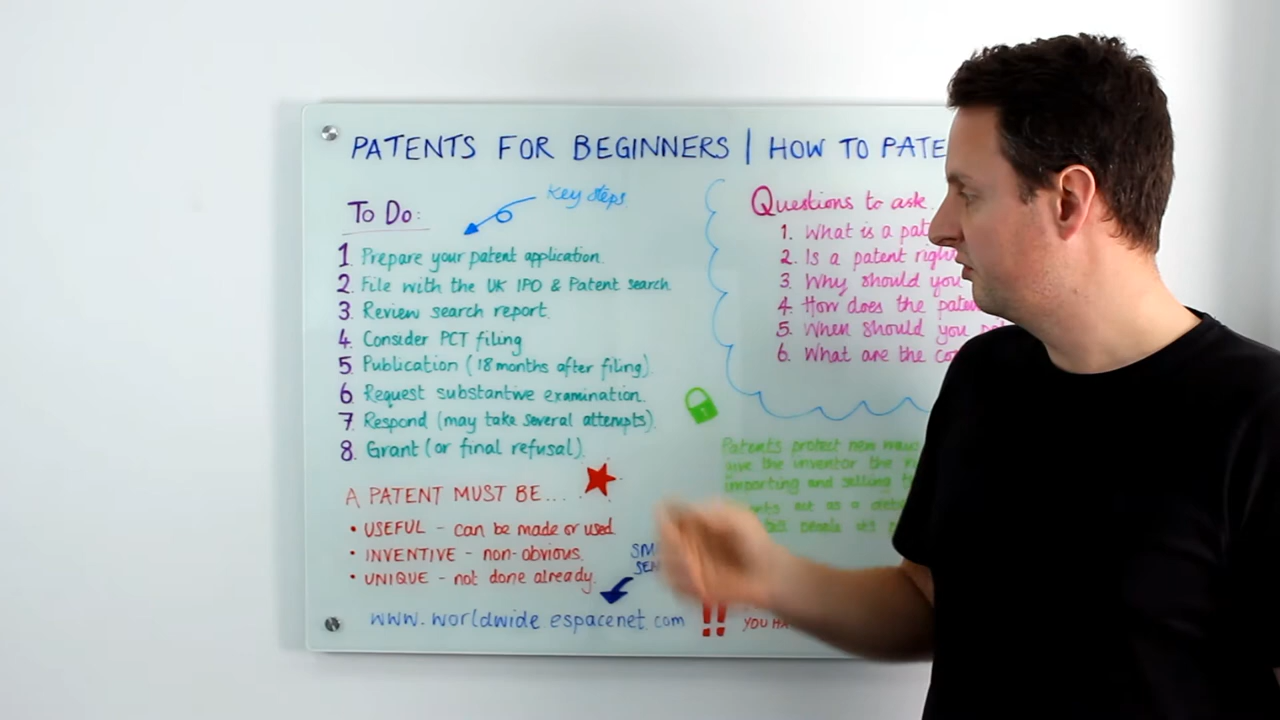 PATENTS FOR BEGINNERS | HOW TO PATE
Key steps
To Do:
1. Prepare your patent application.
2. File with the UK IPO & Patent search
3. Review search report.
4. Consider PCT filing
5. Publication (18 months after filing).
6. Request substantive examination.
7. Respond (may take several attempts).
8. Grant (or final refusal).
A PATENT MUST BE...
• USEFUL - can be made or used.
• INVENTIVE - non-obvious.
• UNIQUE - not done already.
www.worldwide.espacenet.com
Questions to ask.
1. What is a pat
2. Is a patent righ
3. Why should you
4. How does the paten
5. When should you pat
6. What are the co
Patents protect new
give the inventor the
importing and selling
act as a
people
!!
YOU HA